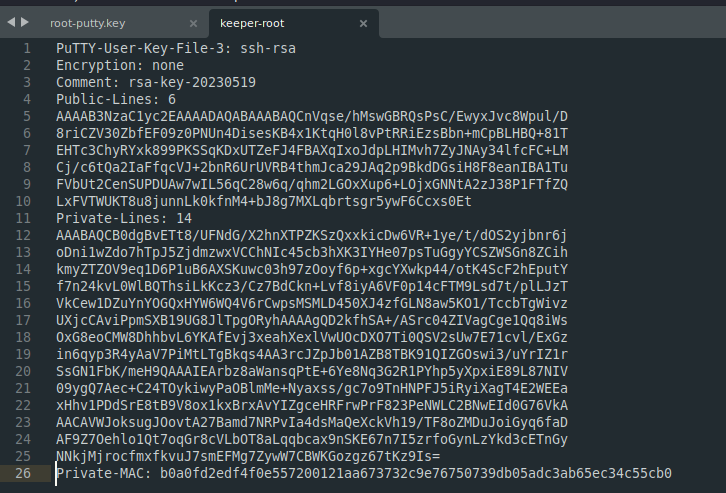 root-putty.key
keeper-root
1 PuTTY-User-Key-File-3: ssh-rsa
2 Encryption: none
3 Comment: rsa-key-20230519
4 Public-Lines: 6
5 AAAAB3NzaC1yc2EAAAADAQABAAABAQCnVqse/hMswGBRQsPsC/EwyxJvc8Wpul/D
6 8riCZV30ZbfEF09z0PNUn4DisesKB4x1KtqH0l8vPtRRiEzsBbn+mCpBLHBQ+81T
7 EHTc3ChyRYxk899PKSSqKDxUTZeFJ4FBAXqIxoJdpLHIMvh7ZyJNAy34lfcFC+LM
8 Cj/c6tQa2IaFfqcVJ+2bnR6UrUVRB4thmJca29JAq2p9BkdDGsiH8F8eanIBA1Tu
9 FVbUt2CenSUPDUAw7wIL56qC28w6q/qhm2LGOxXup6+LOjxGNNtA2zJ38P1FTfZQ
10 LxFVTWUKT8u8junnLk0kfnM4+bJ8g7MXLqbrtsgr5ywF6Ccxs0Et
11 Private-Lines: 14
12 AAABAQCB0dgBvETt8/UFNdG/X2hnXTPZKSzQxxkicDw6VR+1ye/t/dOS2yjbnr6j
13 oDni1wZdo7hTpJ5ZjdmzwxVCChNIc45cb3hXK3IYHe07psTuGgyYCSZWSGn8ZCih
14 kmyZTZOV9eq1D6P1uB6AXSKuwc03h97zOoyf6p+xgcYXwkp44/otK4ScF2hEputY
15 f7n24kvL0WlBQThsiLkKcz3/Cz7BdCkn+Lvf8iyA6VF0p14cFTM9Lsd7t/plLJzT
16 VkCew1DZuYnYOGQxHYW6WQ4V6rCwpsMSMLD450XJ4zfGLN8aw5KO1/TccbTgWivz
17 UXjcCAviPpmSXB19UG8JlTpgORyhAAAAgQD2kfhSA+/ASrc04ZIVagCge1Qq8iWs
18 OxG8eoCMW8DhhbvL6YKAfEvj3xeahXexlVwUOcDXO7Ti0QSV2sUw7E71cvl/ExGz
19 in6qyp3R4yAaV7PiMtLTgBkqs4AA3rcJZpJb01AZB8TBK91QIZGOswi3/uYrIZ1r
20 SsGN1FbK/meH9QAAAIEArbz8aWansqPtE+6Ye8Nq3G2R1PYhp5yXpxiE89L87NIV
21 09ygQ7Aec+C24TOykiwyPaOBlmMe+Nyaxss/gc7o9TnHNPFJ5iRyiXagT4E2WEEa
22 xHhv1PDdSrE8tB9V8ox1kxBrxAvYIZgceHRFrwPrF823PeNWLC2BNwEId0G76VkA
23 AACAVWJoksugJOovtA27Bamd7NRPvIa4dsMaQeXckVh19/TF8oZMDuJoiGyq6faD
24 AF9Z7Oehlo1Qt7oqGr8cVLbOT8aLqqbcax9nSKE67n7I5zrfoGynLzYkd3cETnGy
25 NNkjMjrocfmxfkvuJ7smEFMg7ZywW7CBWKGozgz67tKz9Is=
26 Private-MAC: b0a0fd2edf4f0e557200121aa673732c9e76750739db05adc3ab65ec34c55cb0